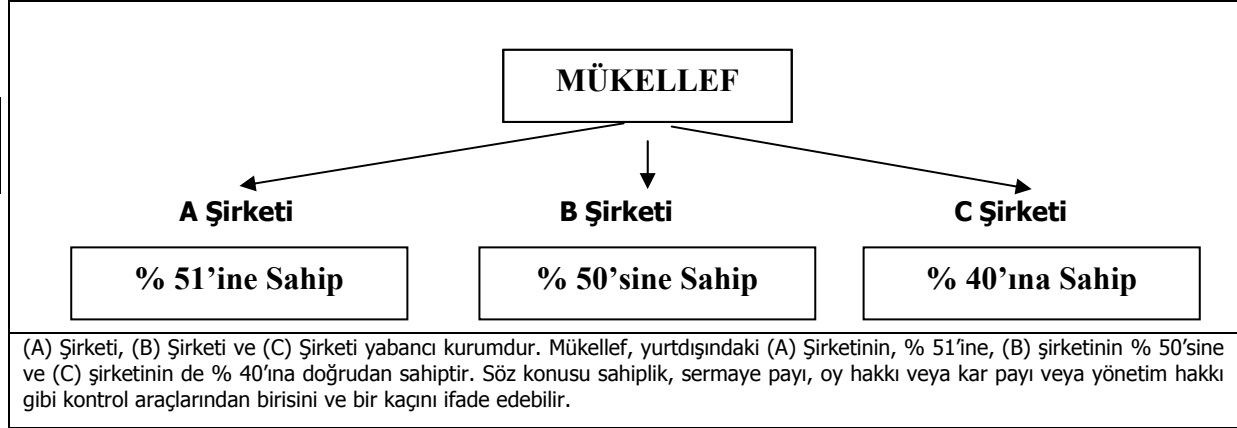 MÜKELLEF
A Şirketi
B Şirketi
C Şirketi
% 51’ine Sahip
% 50’sine Sahip
% 40’ına Sahip
(A) Şirketi, (B) Şirketi ve (C) Şirketi yabancı kurumdur. Mükellef, yurtdışındaki (A) Şirketinin, % 51’ine, (B) şirketinin % 50’sine
ve (C) şirketinin de % 40’ına doğrudan sahiptir. Söz konusu sahiplik, sermaye payı, oy hakkı veya kar payı veya yönetim hakkı
gibi kontrol araçlarından birisini ve bir kaçını ifade edebilir.